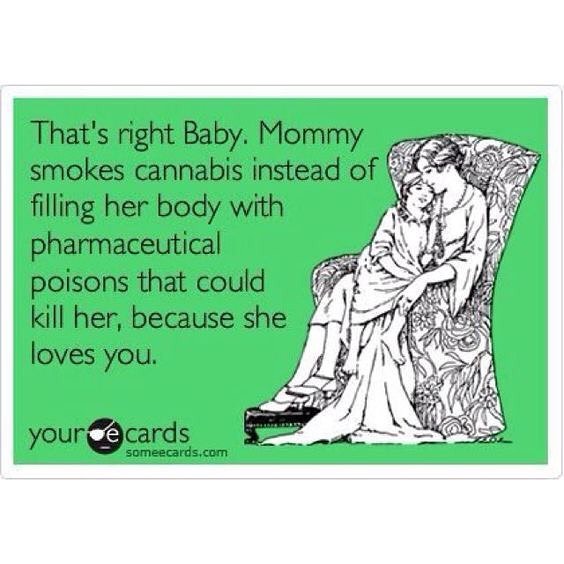 That's right Baby. Mommy
smokes cannabis instead of
filling her body with
pharmaceutical
poisons that could
kill her, because she
loves you.
your e cards
someecards.com